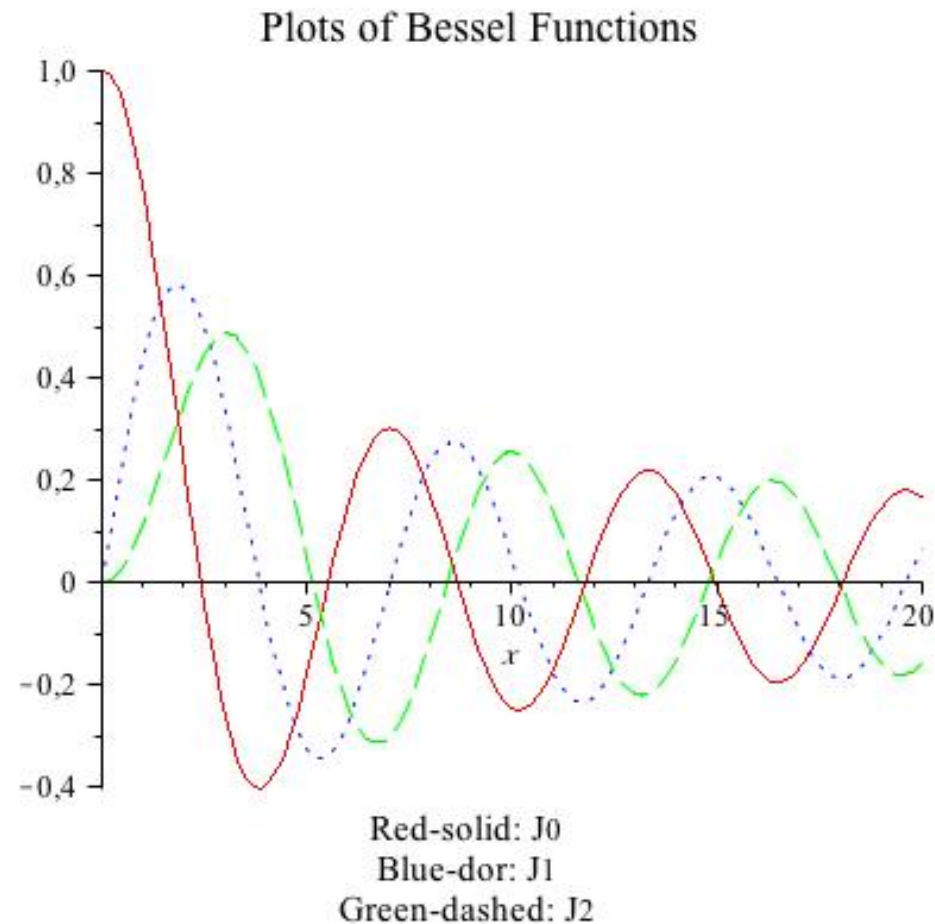 Plots of Bessel Functions
1,0
0,8
0,6
0,4
0,2
0
-0,2
-0,4
5 10 15 20
x
Red-solid: J0
Blue-dor: J1
Green-dashed: J2